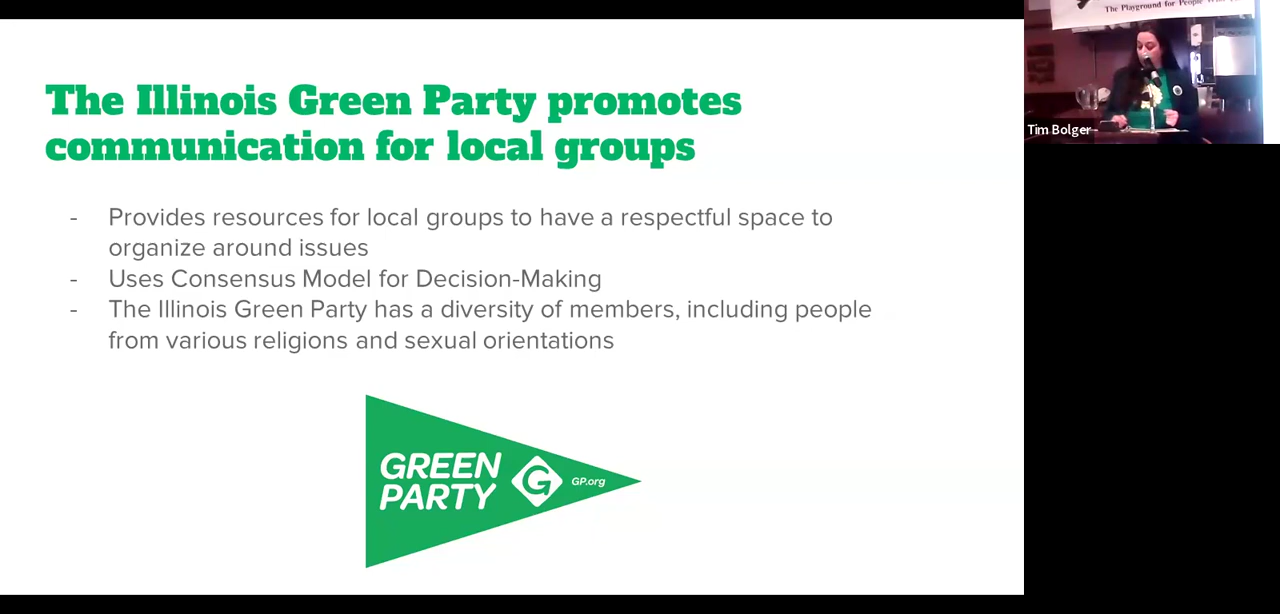 The Illinois Green Party promotes
communication for local groups
- Provides resources for local groups to have a respectful space to
organize around issues
- Uses Consensus Model for Decision-Making
- The Illinois Green Party has a diversity of members, including people
from various religions and sexual orientations
GREEN
PARTY
G
GP.org
The Playground for People
Tim Bolger